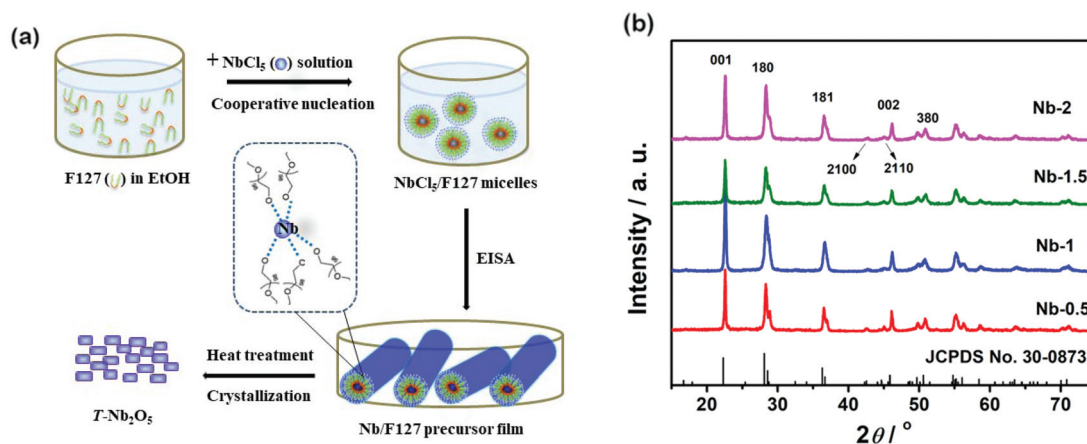 (a)
+ NbCl5 (●) solution
Cooperative nucleation
F127 (U) in EtOH
NbCl5/F127 micelles
Nb
EISA
Heat treatment
Crystallization
T-Nb2O5
Nb/F127 precursor film
(b)
001
180
181
002
380
2100
2110
Nb-2
Nb-1.5
Nb-1
Nb-0.5
JCPDS No. 30-0873
Intensity / a. u.
20 30 40 50 60 70
2θ / °